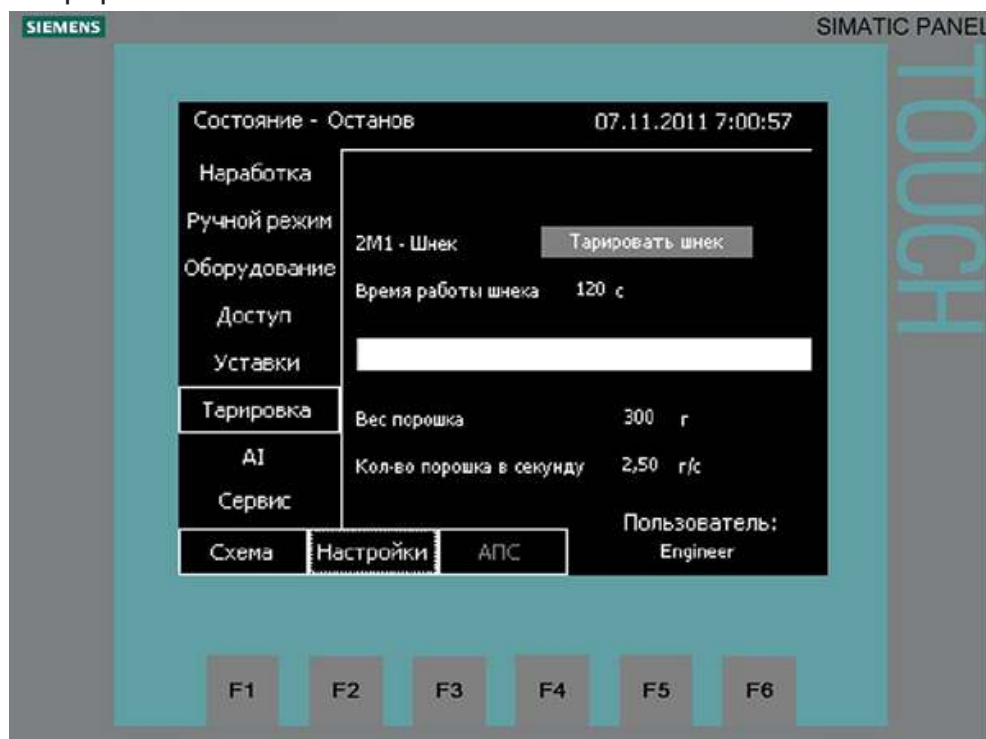 SIEMENS
SIMATIC PANEL
TOUCH
Состояние - Останов 07.11.2011 7:00:57
Наработка
Ручной режим
2М1 - Шнек Тарировать шнек
Оборудование
Время работы шнека 120 с
Доступ
Уставки
Тарировка
Вес порошка 300 г
AI
Кол-во порошка в секунду 2,50 г/с
Сервис
Пользователь:
Схема Настройки АПС Engineer
F1 F2 F3 F4 F5 F6